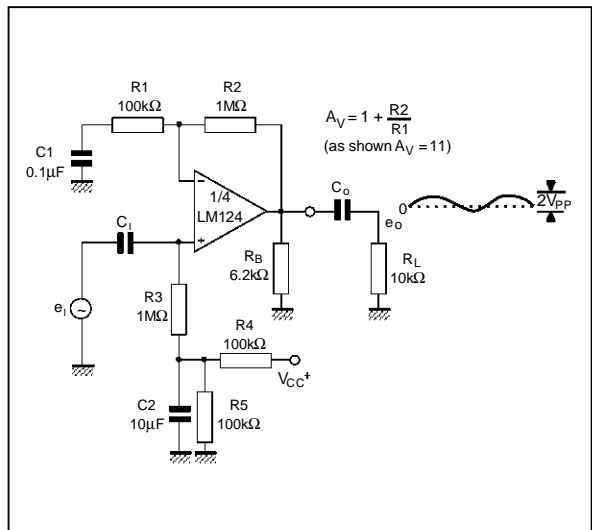 R1
100kΩ
R2
1MΩ
A_V = 1 + R2/R1
(as shown A_V = 11)
C1
0.1μF
1/4
LM124
-
+
C_I
C_o
0
2V_PP
e_o
R_B
6.2kΩ
R_L
10kΩ
e_I
~
R3
1MΩ
R4
100kΩ
V_CC+
C2
10μF
R5
100kΩ